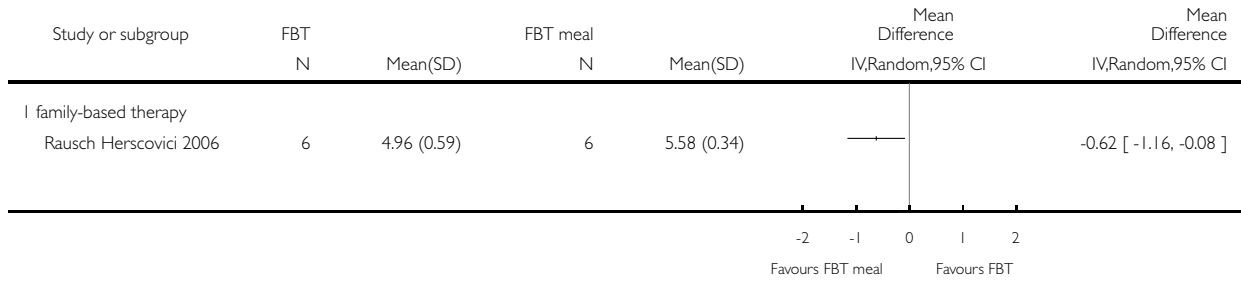 Study or subgroup FBT FBT meal Mean Difference Mean Difference
N Mean(SD) N Mean(SD) IV,Random,95% CI IV,Random,95% CI
1 family-based therapy
Rausch Herscovici 2006 6 4.96 (0.59) 6 5.58 (0.34) -0.62 [ -1.16, -0.08 ]
-2 -1 0 1 2
Favours FBT meal Favours FBT